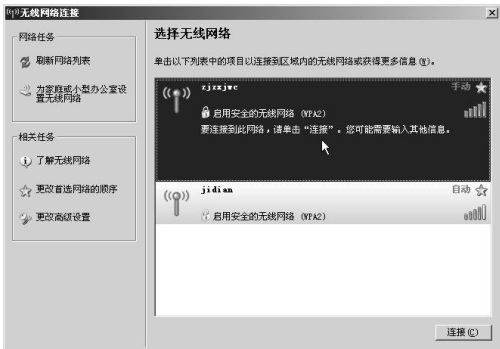 无线网络连接
网络任务
刷新网络列表
为家庭或小型办公室设
置无线网络
相关任务
了解无线网络
更改首选网络的顺序
更改高级设置
选择无线网络
单击以下列表中的项目以连接到区域内的无线网络或获得更多信息(W)。
zjzzjwc
手动
启用安全的无线网络 (WPA2)
要连接到此网络，请单击“连接”。您可能需要输入其他信息。
jidian
自动
启用安全的无线网络 (WPA2)
连接(C)